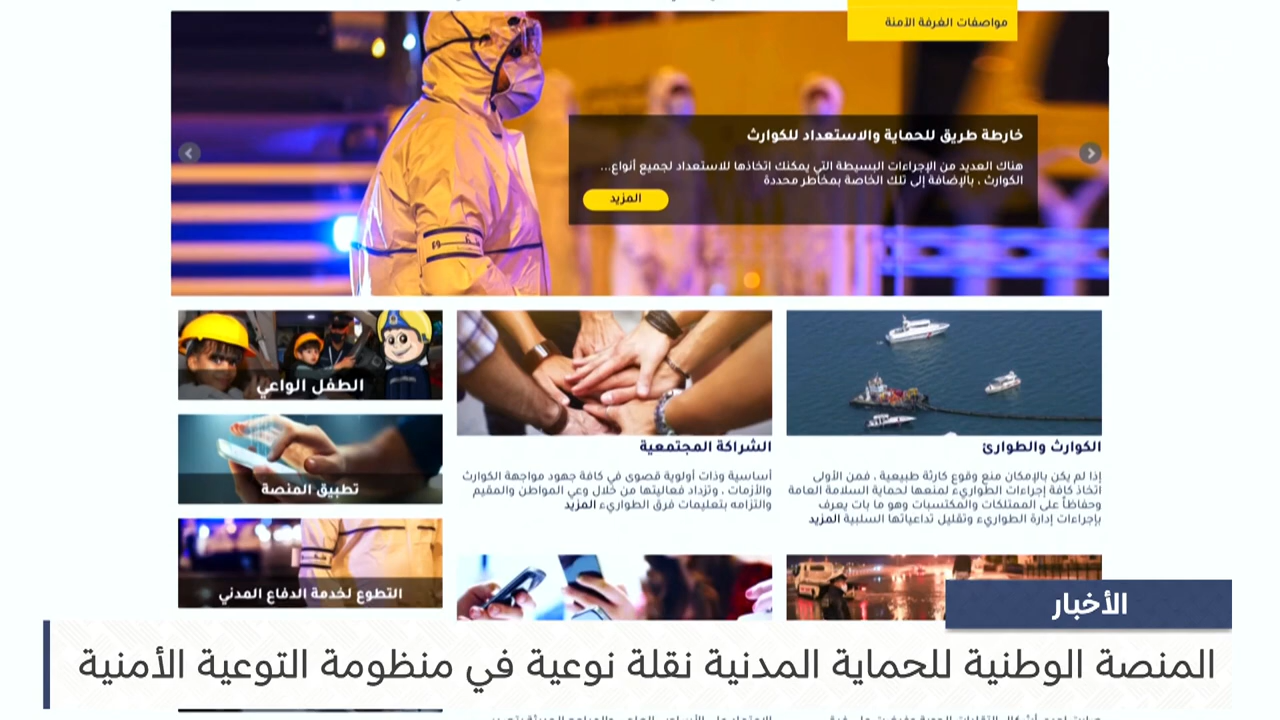 مواصفات الغرفة الآمنة
خارطة طريق للحماية والاستعداد للكوارث
هناك العديد من الإجراءات البسيطة التي يمكنك اتخاذها للاستعداد لجميع أنواع...
الكوارث ، بالإضافة إلى تلك الخاصة بمخاطر محددة
المزيد
الكوارث والطوارئ
إذا لم يكن بالإمكان منع وقوع كارثة طبيعية ، فمن الأولى
اتخاذ كافة إجراءات الطواريء لمنعها لحماية السلامة العامة
وحفاظاً على الممتلكات والمكتسبات وهو ما بات يعرف
بإجراءات إدارة الطواريء وتقليل تداعياتها السلبية المزيد
الشراكة المجتمعية
أساسية وذات أولوية قصوى في كافة جهود مواجهة الكوارث
والأزمات ، وتزداد فعاليتها من خلال وعي المواطن والمقيم
والتزامه بتعليمات فرق الطواريء المزيد
الطفل الواعي
تطبيق المنصة
التطوع لخدمة الدفاع المدني
الأخبار
المنصة الوطنية للحماية المدنية نقلة نوعية في منظومة التوعية الأمنية